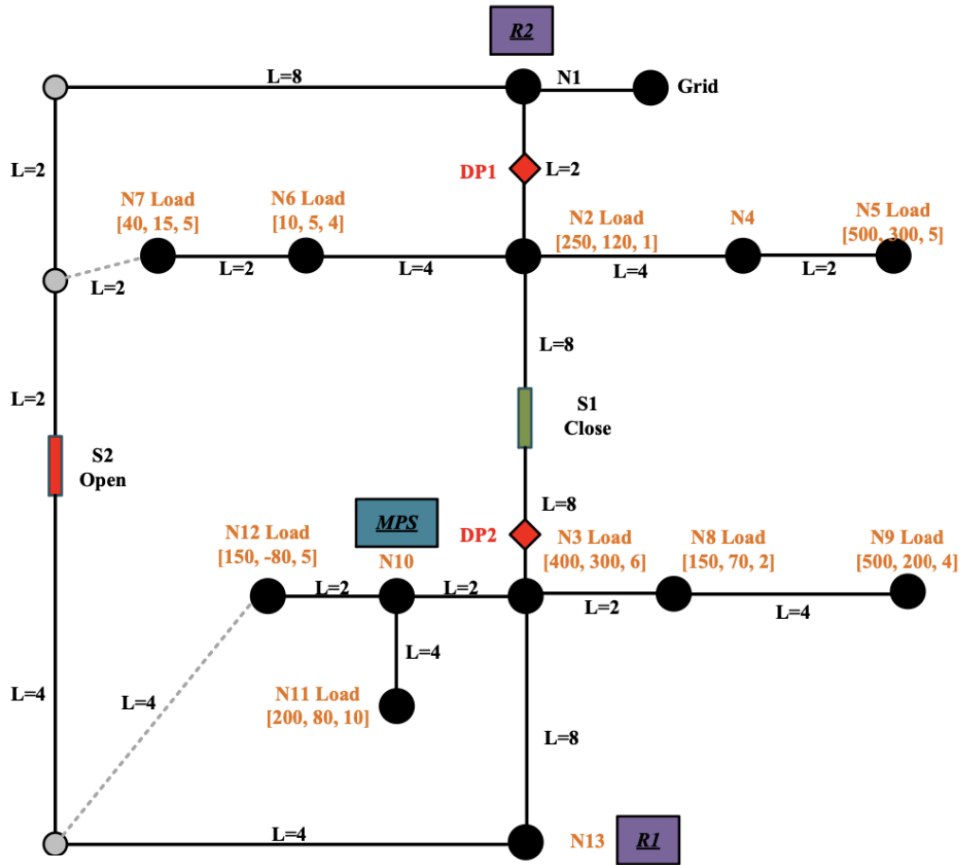 R2
L=8
N1
Grid
L=2
DP1
L=2
N7 Load
[40, 15, 5]
N6 Load
[10, 5, 4]
N2 Load
[250, 120, 1]
N4
N5 Load
[500, 300, 5]
L=2
L=2
L=4
L=4
L=2
L=8
L=2
S1
Close
S2
Open
L=8
MPS
DP2
N12 Load
[150, -80, 5]
N10
N3 Load
[400, 300, 6]
N8 Load
[150, 70, 2]
N9 Load
[500, 200, 4]
L=2
L=2
L=2
L=4
L=4
L=4
L=4
N11 Load
[200, 80, 10]
L=8
L=4
N13
R1